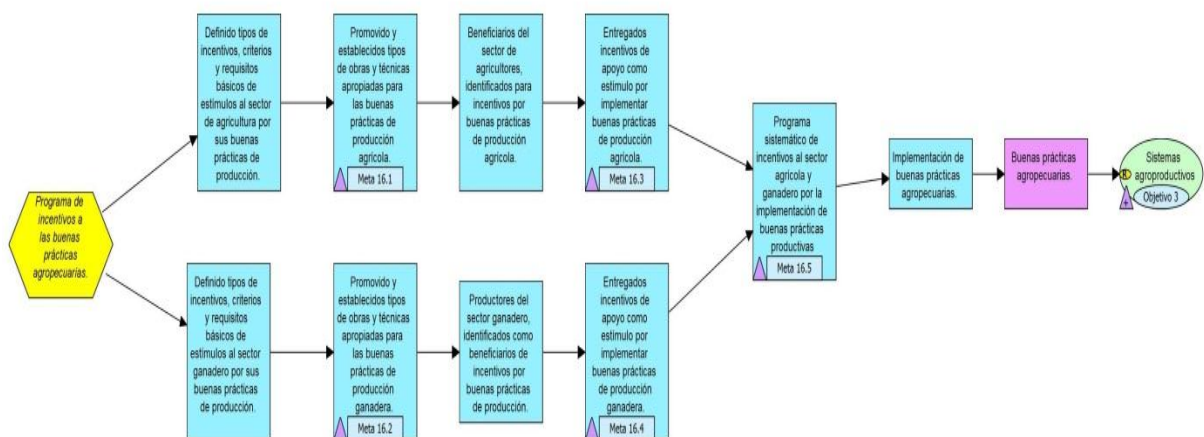 Programa de
incentivos a
las buenas
prácticas
agropecuarias.
Definido tipos de
incentivos, criterios
y requisitos
básicos de
estímulos al sector
de agricultura por
sus buenas
prácticas de
producción.
Promovido y
establecidos tipos
de obras y técnicas
apropiadas para
las buenas
prácticas de
producción
agrícola.
Meta 16.1
Beneficiarios del
sector de
agricultores,
identificados para
incentivos por
buenas prácticas
de producción
agrícola.
Entregados
incentivos de
apoyo como
estímulo por
implementar
buenas prácticas
de producción
agrícola.
Meta 16.3
Definido tipos de
incentivos, criterios
y requisitos
básicos de
estímulos al sector
ganadero por sus
buenas prácticas
de producción.
Promovido y
establecidos tipos
de obras y técnicas
apropiadas para
las buenas
prácticas de
producción
ganadera.
Meta 16.2
Productores del
sector ganadero,
identificados como
beneficiarios de
incentivos por
buenas prácticas
de producción.
Entregados
incentivos de
apoyo como
estímulo por
implementar
buenas prácticas
de producción
ganadera.
Meta 16.4
Programa
sistemático de
incentivos al sector
agrícola y
ganadero por la
implementación de
buenas prácticas
productivas
Meta 16.5
Implementación de
buenas prácticas
agropecuarias.
Buenas prácticas
agropecuarias.
Sistemas
agroproductivos
Objetivo 3
+